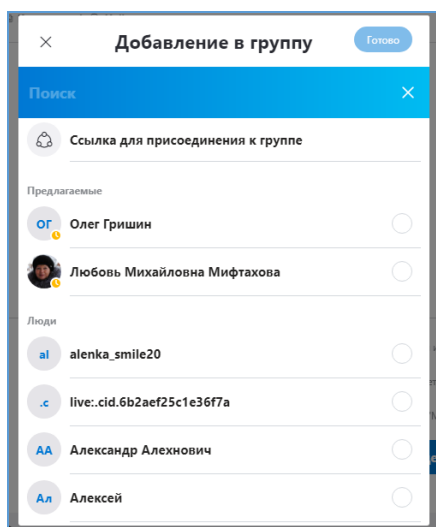 Добавление в группу
Готово
Поиск
Ссылка для присоединения к группе
Предлагаемые
ОГ Олег Гришин
Любовь Михайловна Мифтахова
Люди
al alenka_smile20
.c live:.cid.6b2aef25c1e36f7a
АА Александр Алехнович
Ал Алексей